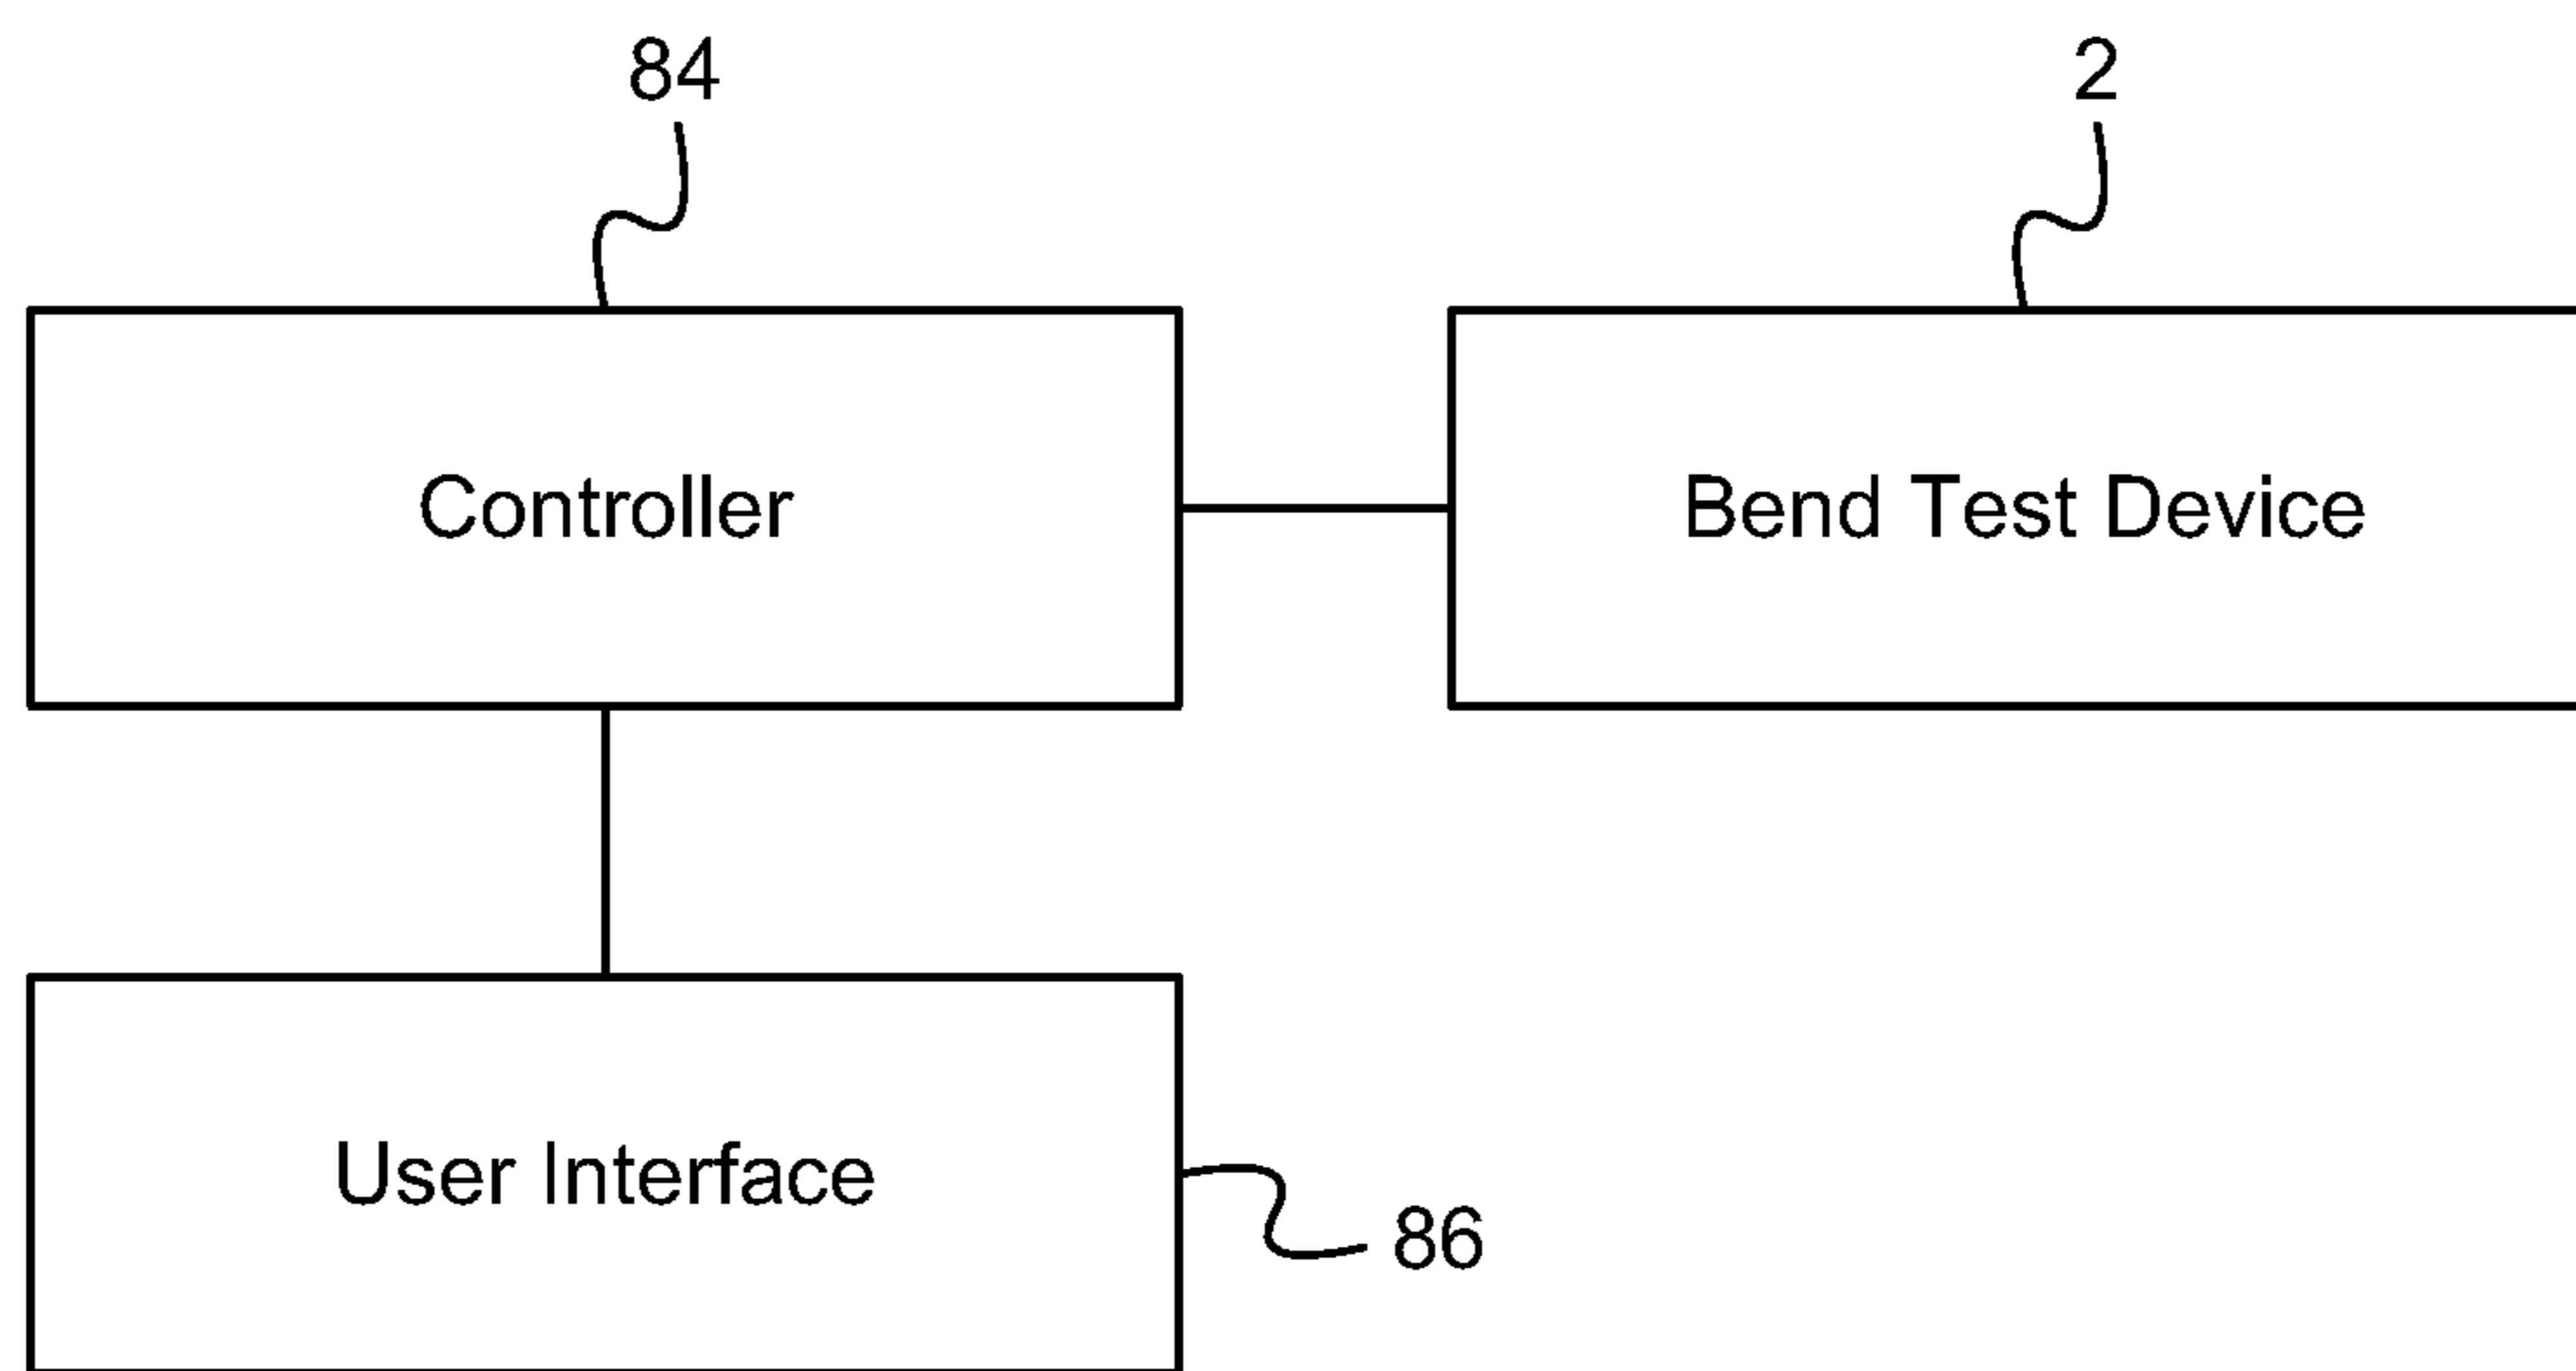 84
2
Controller
Bend Test Device
User Interface
86